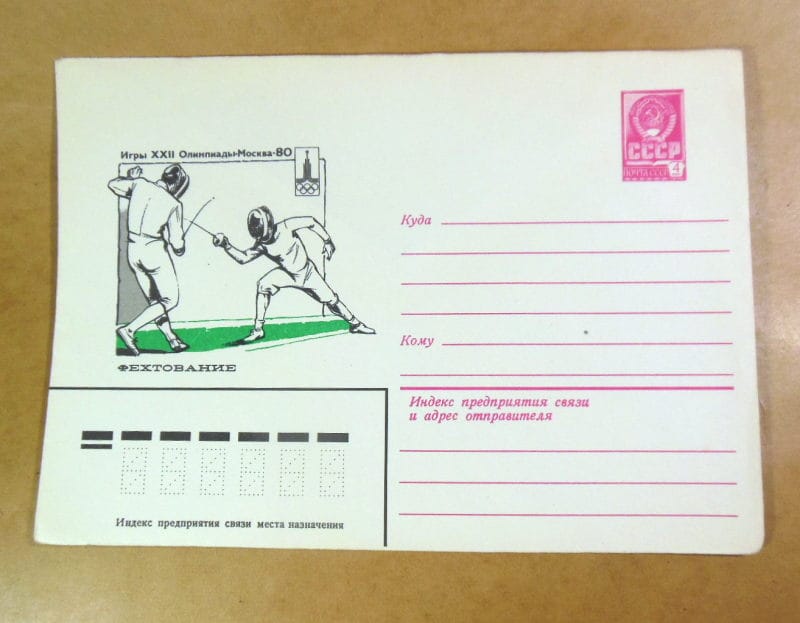 Игры XXII Олимпиады·Москва·80
ФЕХТОВАНИЕ
СССР
ПОЧТА СССР 4
Куда
Кому
Индекс предприятия связи
и адрес отправителя
Индекс предприятия связи места назначения